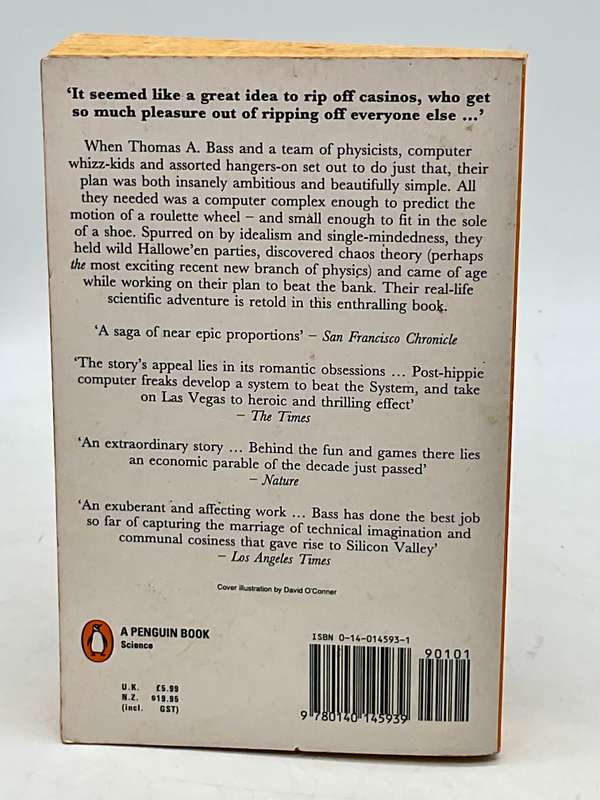 ‘It seemed like a great idea to rip off casinos, who get
so much pleasure out of ripping off everyone else ...’
When Thomas A. Bass and a team of physicists, computer
whizz-kids and assorted hangers-on set out to do just that, their
plan was both insanely ambitious and beautifully simple. All
they needed was a computer complex enough to predict the
motion of a roulette wheel – and small enough to fit in the sole
of a shoe. Spurred on by idealism and single-mindedness, they
held wild Hallowe'en parties, discovered chaos theory (perhaps
the most exciting recent new branch of physics) and came of age
while working on their plan to beat the bank. Their real-life
scientific adventure is retold in this enthralling book.
‘A saga of near epic proportions’ – San Francisco Chronicle
‘The story's appeal lies in its romantic obsessions ... Post-hippie
computer freaks develop a system to beat the System, and take
on Las Vegas to heroic and thrilling effect’
– The Times
‘An extraordinary story ... Behind the fun and games there lies
an economic parable of the decade just passed’
– Nature
‘An exuberant and affecting work ... Bass has done the best job
so far of capturing the marriage of technical imagination and
communal cosiness that gave rise to Silicon Valley’
– Los Angeles Times
Cover illustration by David O'Conner
A PENGUIN BOOK
Science
U.K. £5.99
N.Z. $19.95
(incl. GST)
ISBN 0-14-014593-1
90101
9 780140 145939